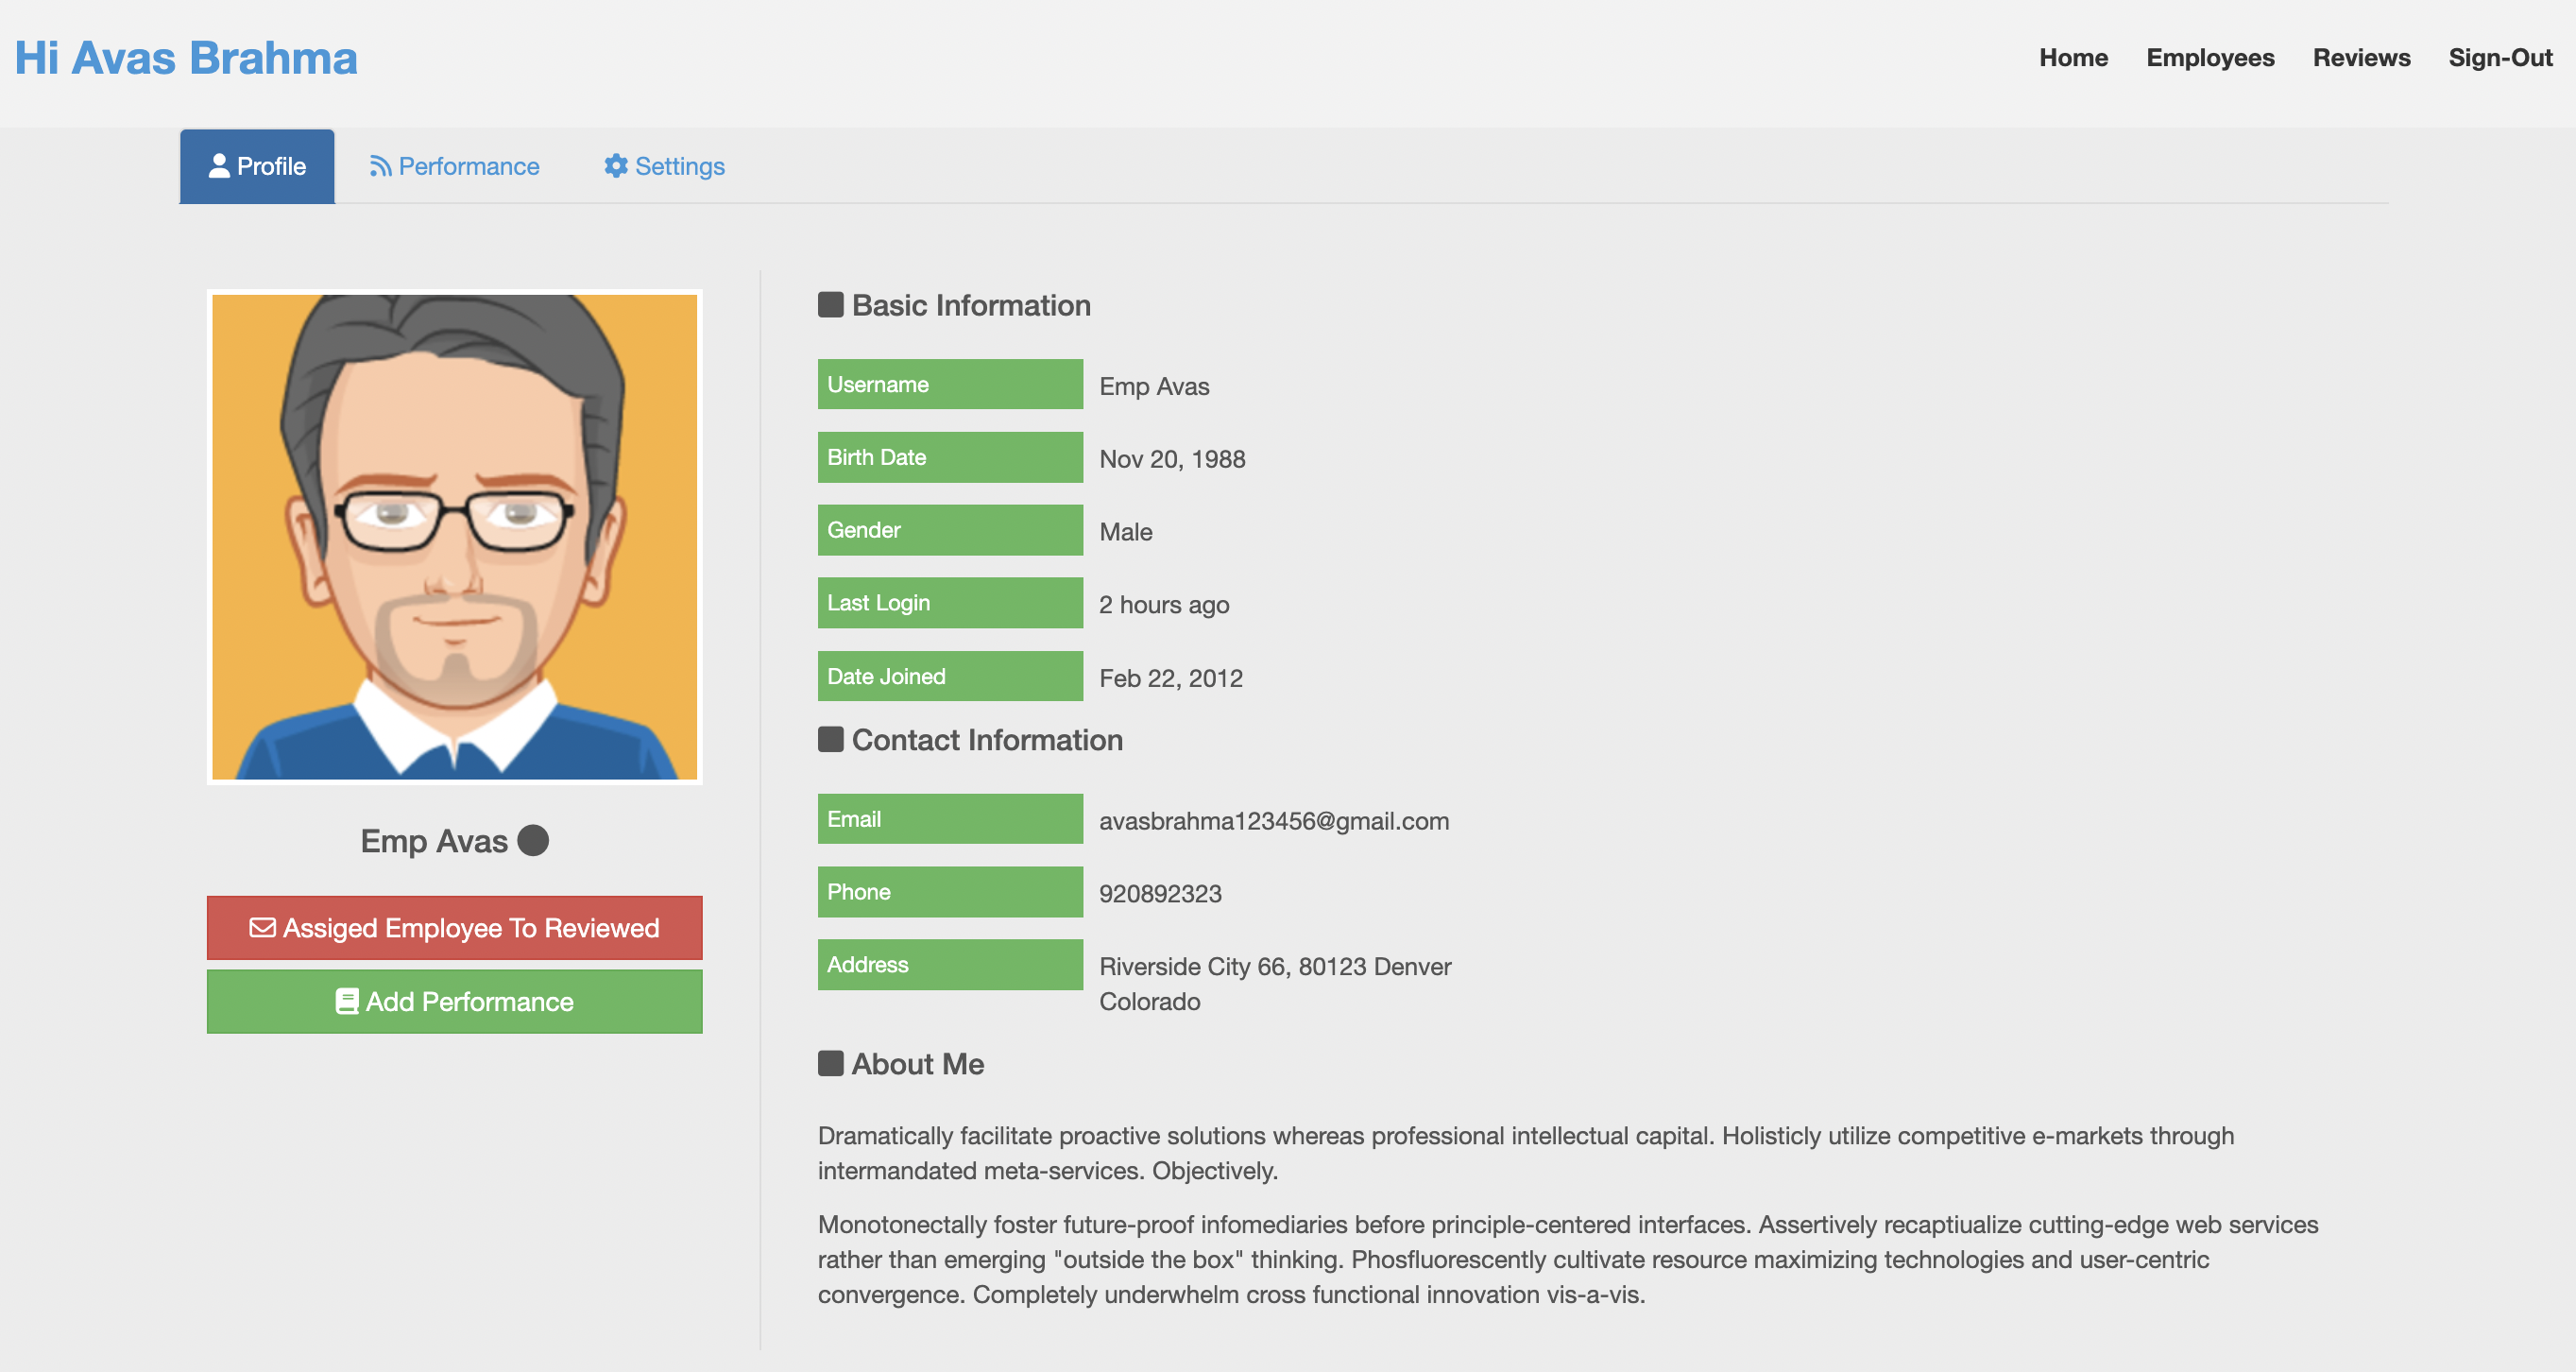 Hi Avas Brahma
Home Employees Reviews Sign-Out
Profile Performance Settings
Basic Information
Username Emp Avas
Birth Date Nov 20, 1988
Gender Male
Last Login 2 hours ago
Date Joined Feb 22, 2012
Contact Information
Email avasbrahma123456@gmail.com
Phone 920892323
Address Riverside City 66, 80123 Denver
Colorado
Emp Avas
Assiged Employee To Reviewed
Add Performance
About Me
Dramatically facilitate proactive solutions whereas professional intellectual capital. Holisticly utilize competitive e-markets through
intermandated meta-services. Objectively.
Monotonectally foster future-proof infomediaries before principle-centered interfaces. Assertively recaptiualize cutting-edge web services
rather than emerging "outside the box" thinking. Phosfluorescently cultivate resource maximizing technologies and user-centric
convergence. Completely underwhelm cross functional innovation vis-a-vis.